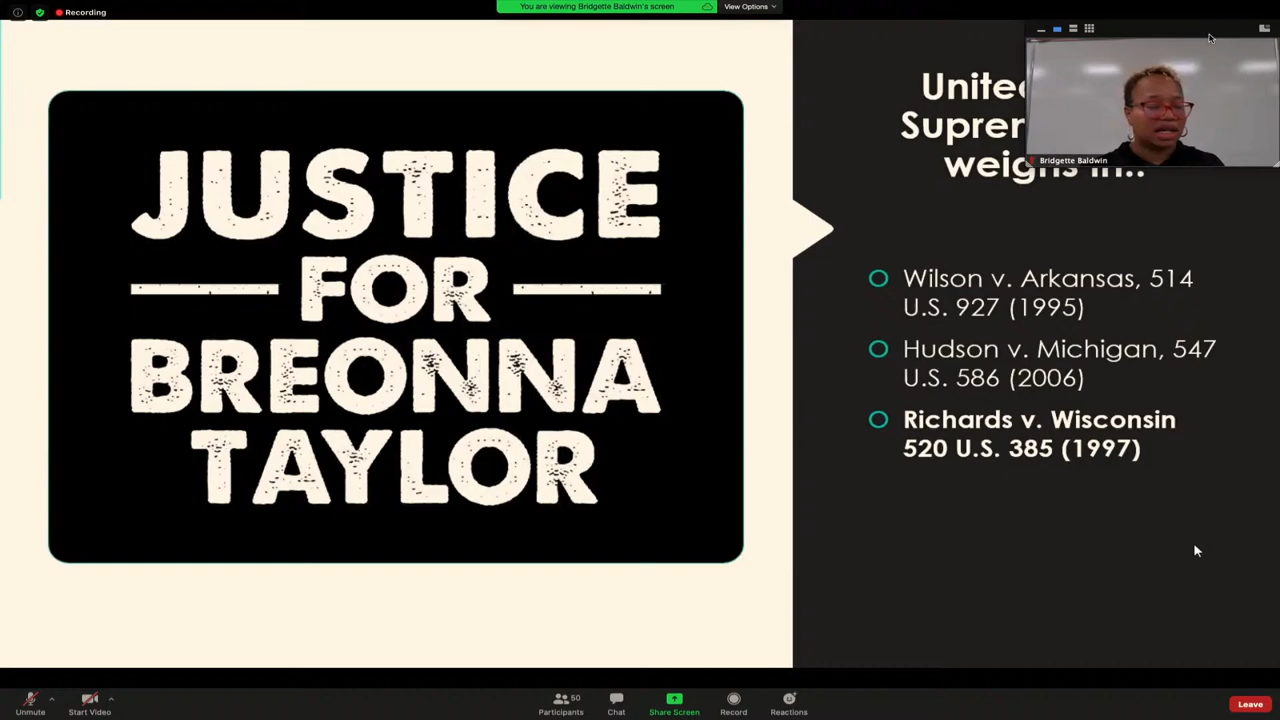 Recording
You are viewing Bridgette Baldwin's screen
View Options
JUSTICE
FOR
BREONNA
TAYLOR
weighs in..
Bridgette Baldwin
Wilson v. Arkansas, 514
U.S. 927 (1995)
Hudson v. Michigan, 547
U.S. 586 (2006)
Richards v. Wisconsin
520 U.S. 385 (1997)
Unmute
Start Video
50
Participants
Chat
Share Screen
Record
Reactions
Leave